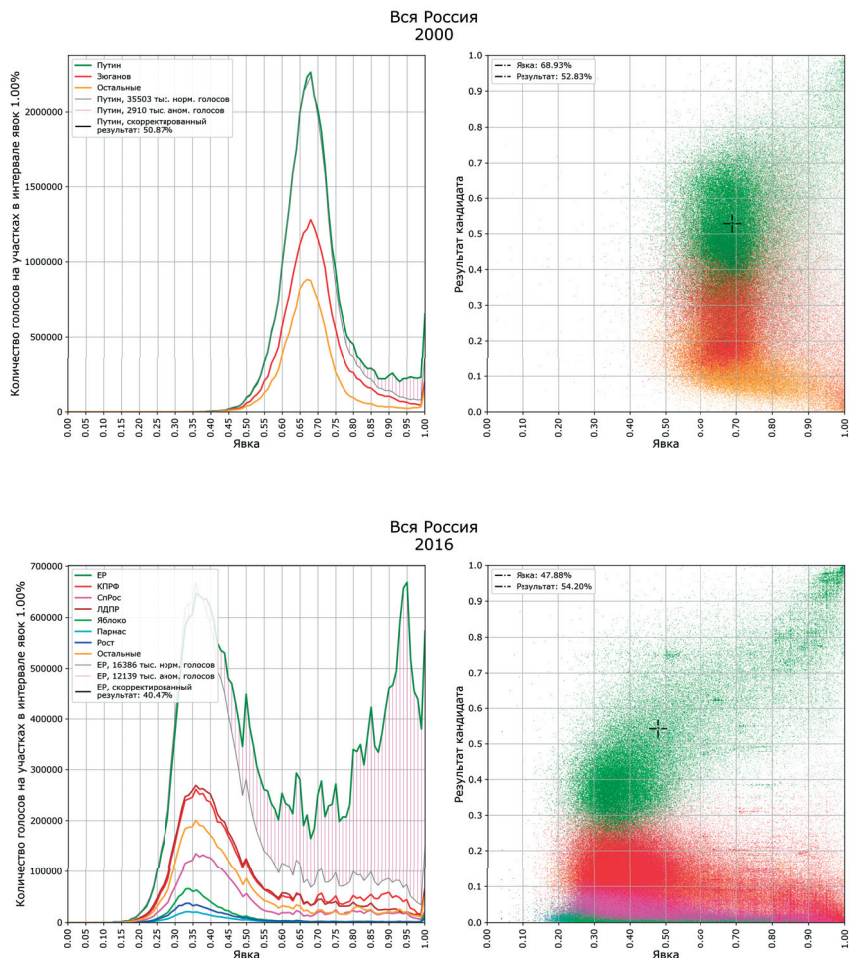 Вся Россия
2000
Количество голосов на участках в интервале явок 1.00%
2000000
1500000
1000000
500000
0
Путин
Зюганов
Остальные
Путин, 35503 тыс. норм. голосов
Путин, 2910 тыс. аном. голосов
Путин, скорректированный
результат: 50.87%
0.00 0.05 0.10 0.15 0.20 0.25 0.30 0.35 0.40 0.45 0.50 0.55 0.60 0.65 0.70 0.75 0.80 0.85 0.90 0.95 1.00
Явка
Результат кандидата
1.0
0.9
0.8
0.7
0.6
0.5
0.4
0.3
0.2
0.1
0.0
Явка: 68.93%
Результат: 52.83%
0.00 0.10 0.20 0.30 0.40 0.50 0.60 0.70 0.80 0.90 1.00
Явка
Вся Россия
2016
Количество голосов на участках в интервале явок 1.00%
700000
600000
500000
400000
300000
200000
100000
0
ЕР
КПРФ
СпРос
ЛДПР
Яблоко
Парнас
Рост
Остальные
ЕР, 16386 тыс. норм. голосов
ЕР, 12139 тыс. аном. голосов
ЕР, скорректированный
результат: 40.47%
0.00 0.05 0.10 0.15 0.20 0.25 0.30 0.35 0.40 0.45 0.50 0.55 0.60 0.65 0.70 0.75 0.80 0.85 0.90 0.95 1.00
Явка
Результат кандидата
1.0
0.9
0.8
0.7
0.6
0.5
0.4
0.3
0.2
0.1
0.0
Явка: 47.88%
Результат: 54.20%
0.00 0.10 0.20 0.30 0.40 0.50 0.60 0.70 0.80 0.90 1.00
Явка